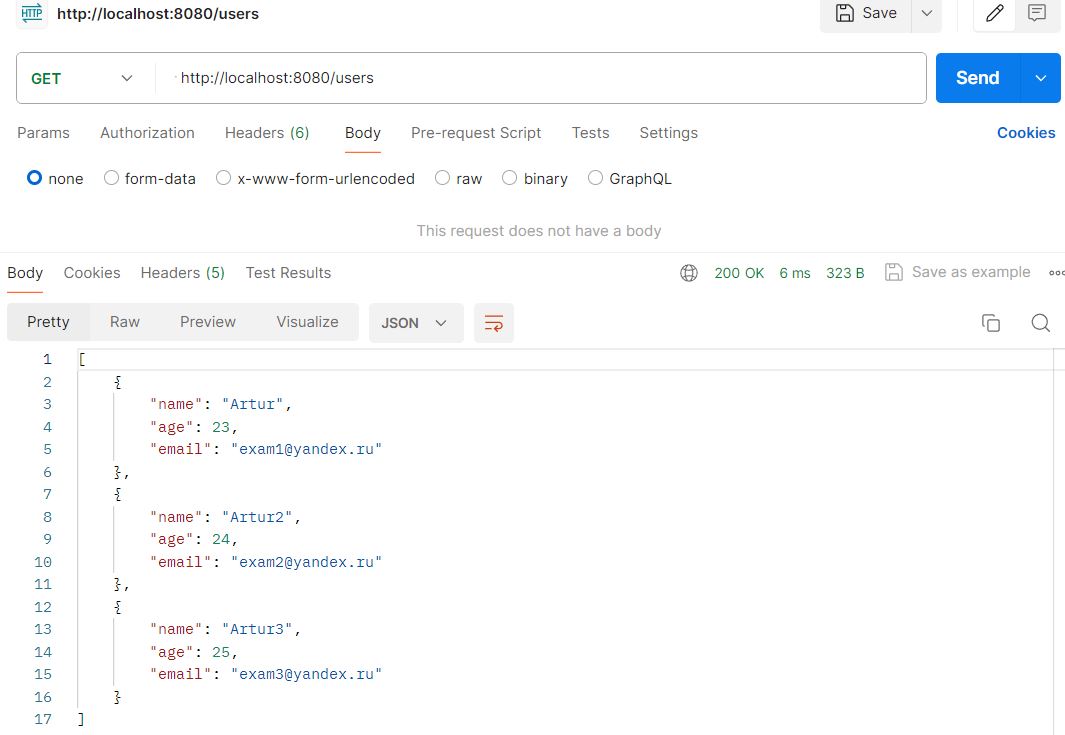 HTTP http://localhost:8080/users Save
GET http://localhost:8080/users Send
Params Authorization Headers (6) Body Pre-request Script Tests Settings Cookies
none form-data x-www-form-urlencoded raw binary GraphQL
This request does not have a body
Body Cookies Headers (5) Test Results 200 OK 6 ms 323 B Save as example
Pretty Raw Preview Visualize JSON
1 [
2 {
3 "name": "Artur",
4 "age": 23,
5 "email": "exam1@yandex.ru"
6 },
7 {
8 "name": "Artur2",
9 "age": 24,
10 "email": "exam2@yandex.ru"
11 },
12 {
13 "name": "Artur3",
14 "age": 25,
15 "email": "exam3@yandex.ru"
16 }
17 ]